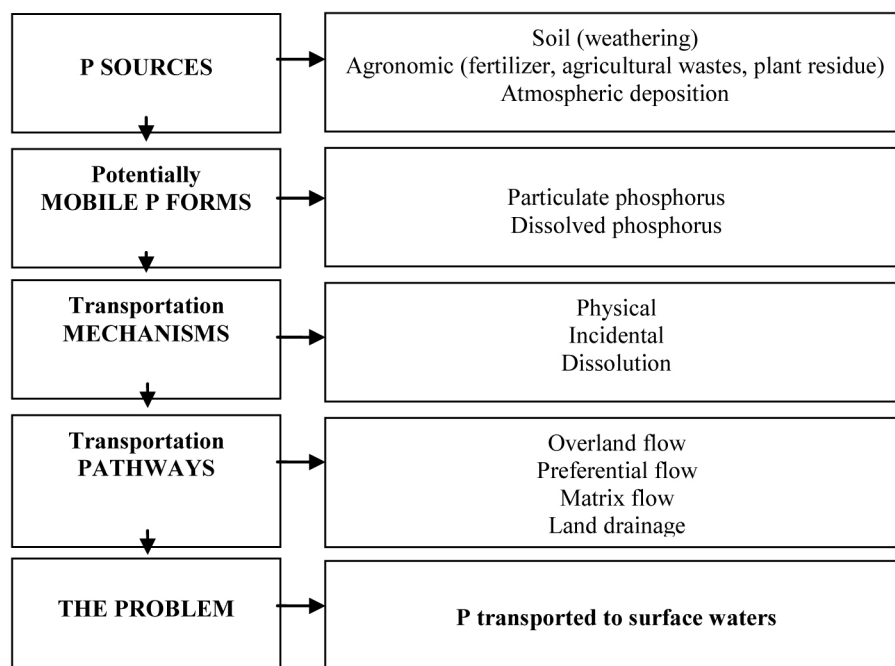 P SOURCES
Soil (weathering)
Agronomic (fertilizer, agricultural wastes, plant residue)
Atmospheric deposition
Potentially
MOBILE P FORMS
Particulate phosphorus
Dissolved phosphorus
Transportation
MECHANISMS
Physical
Incidental
Dissolution
Transportation
PATHWAYS
Overland flow
Preferential flow
Matrix flow
Land drainage
THE PROBLEM
P transported to surface waters